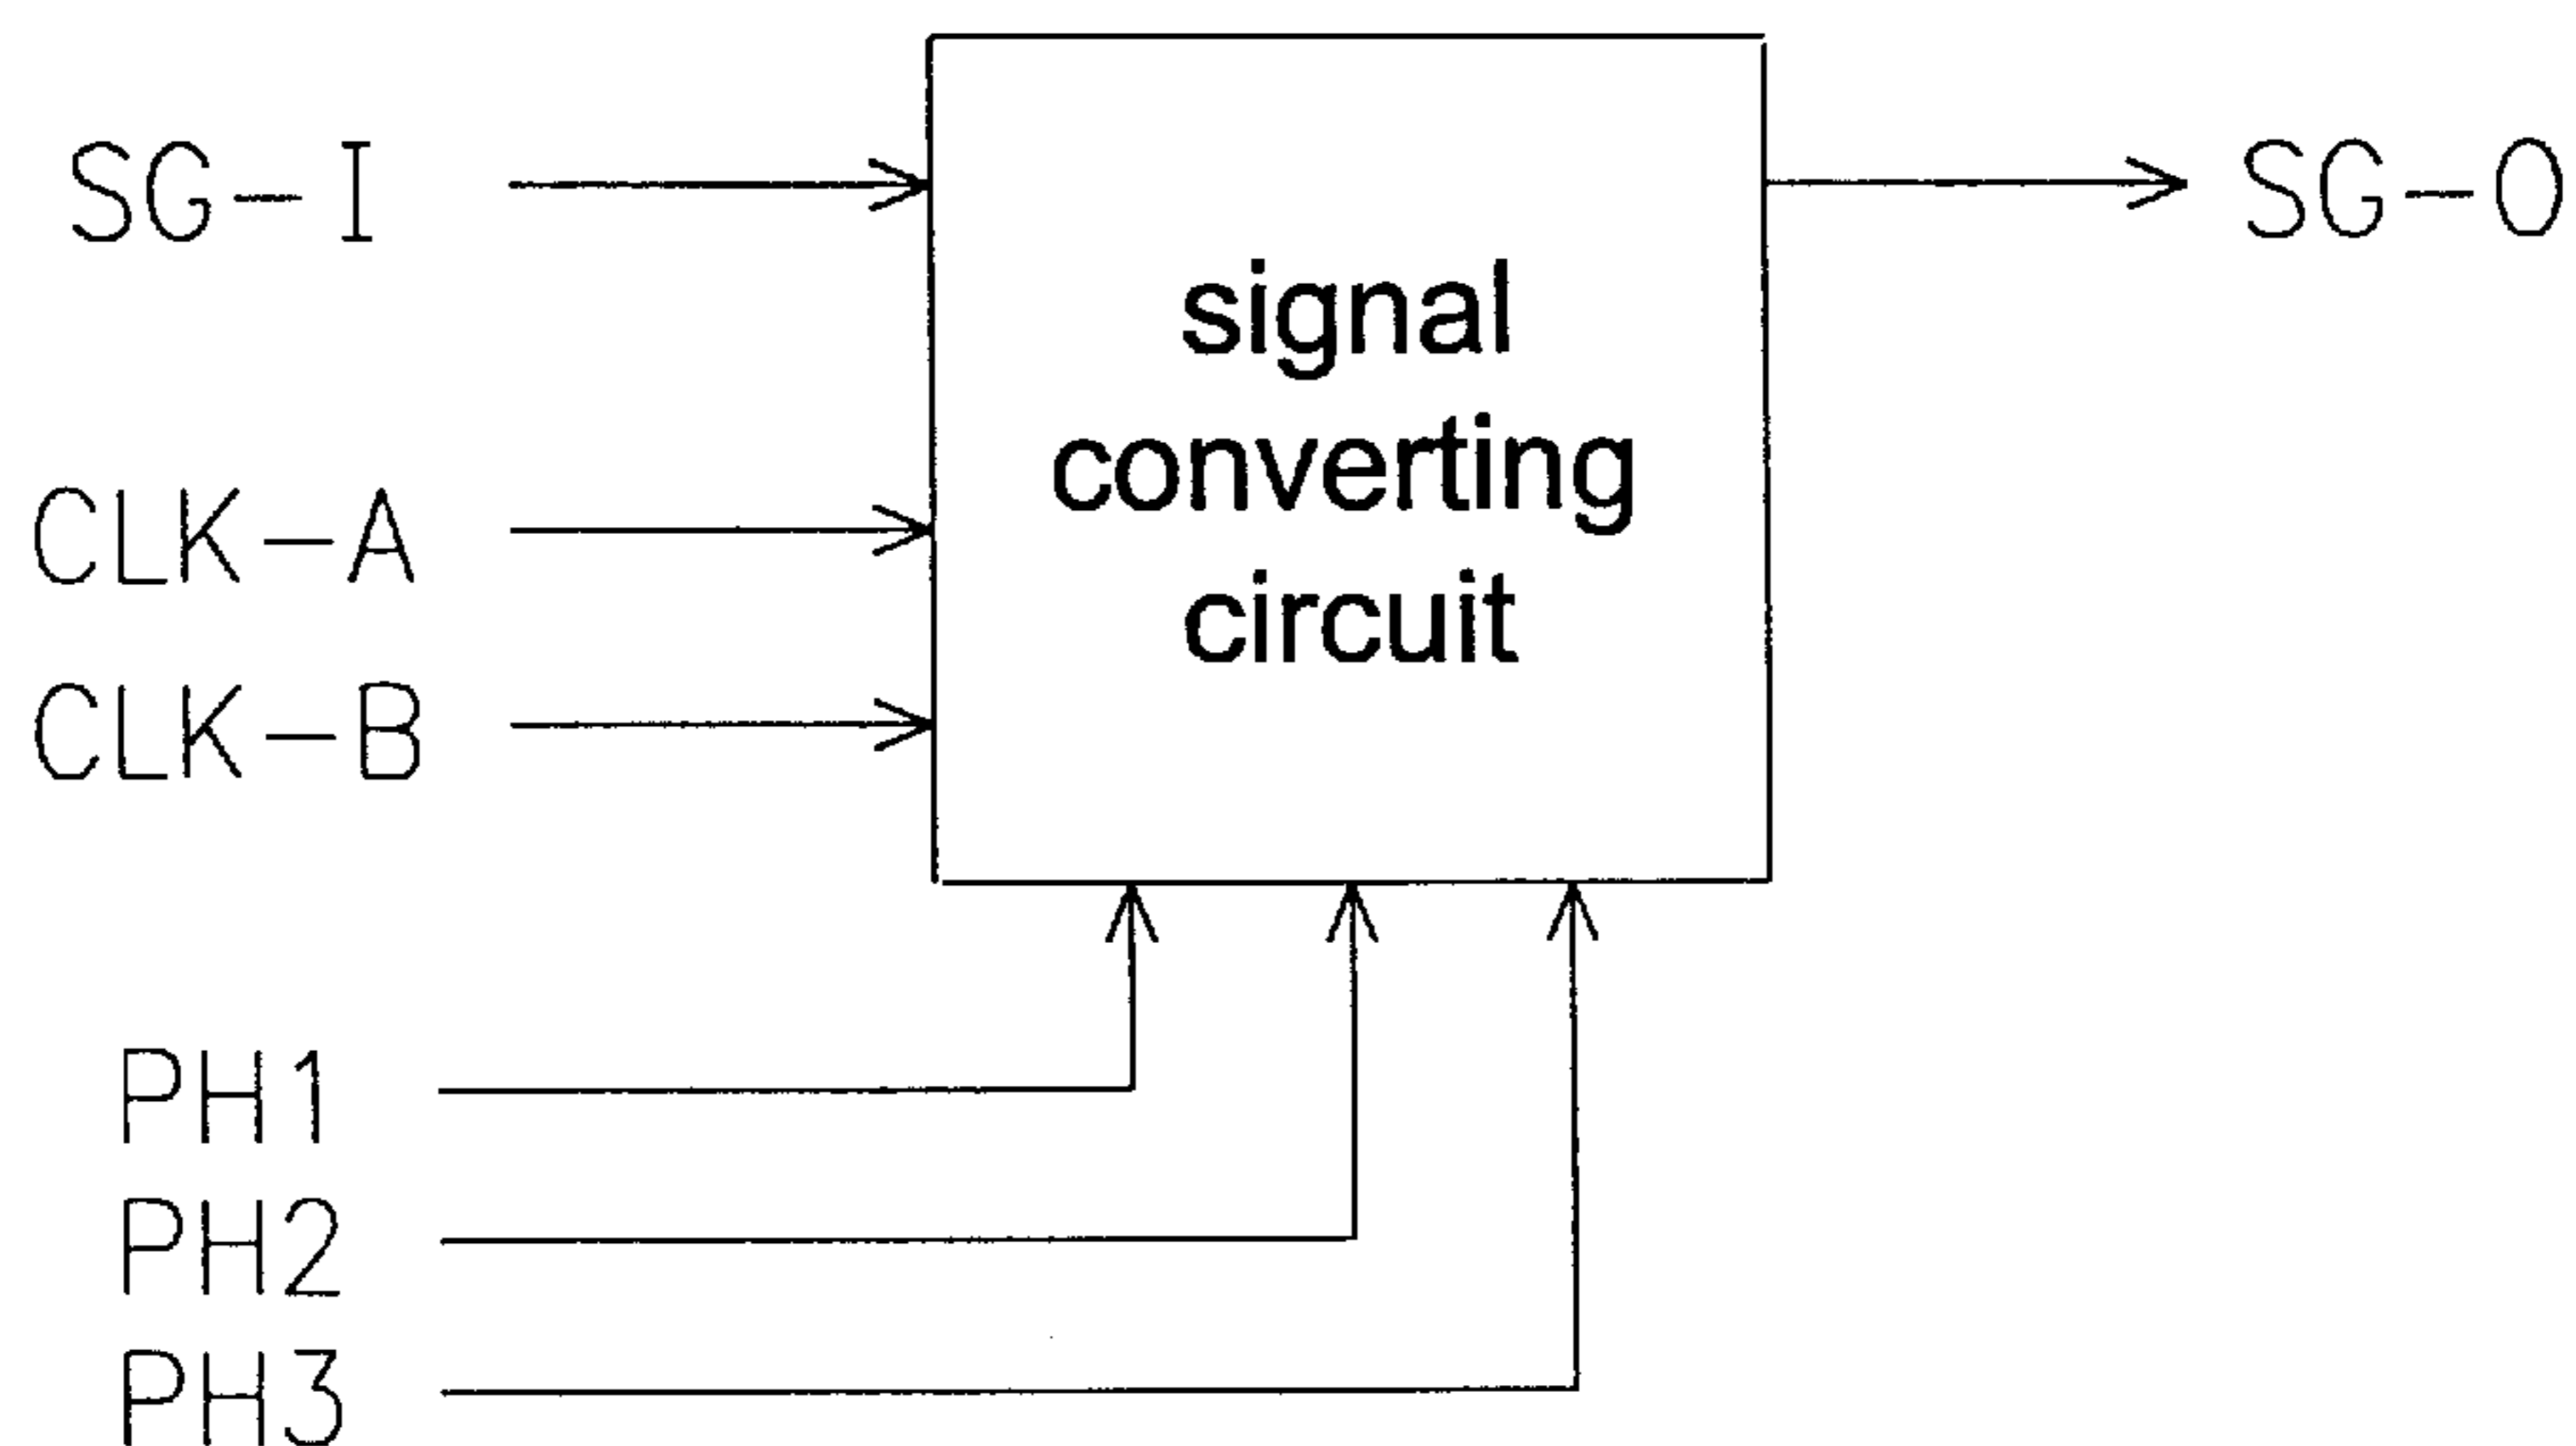 SG-I
SG-O
signal
converting
circuit
CLK-A
CLK-B
PH1
PH2
PH3